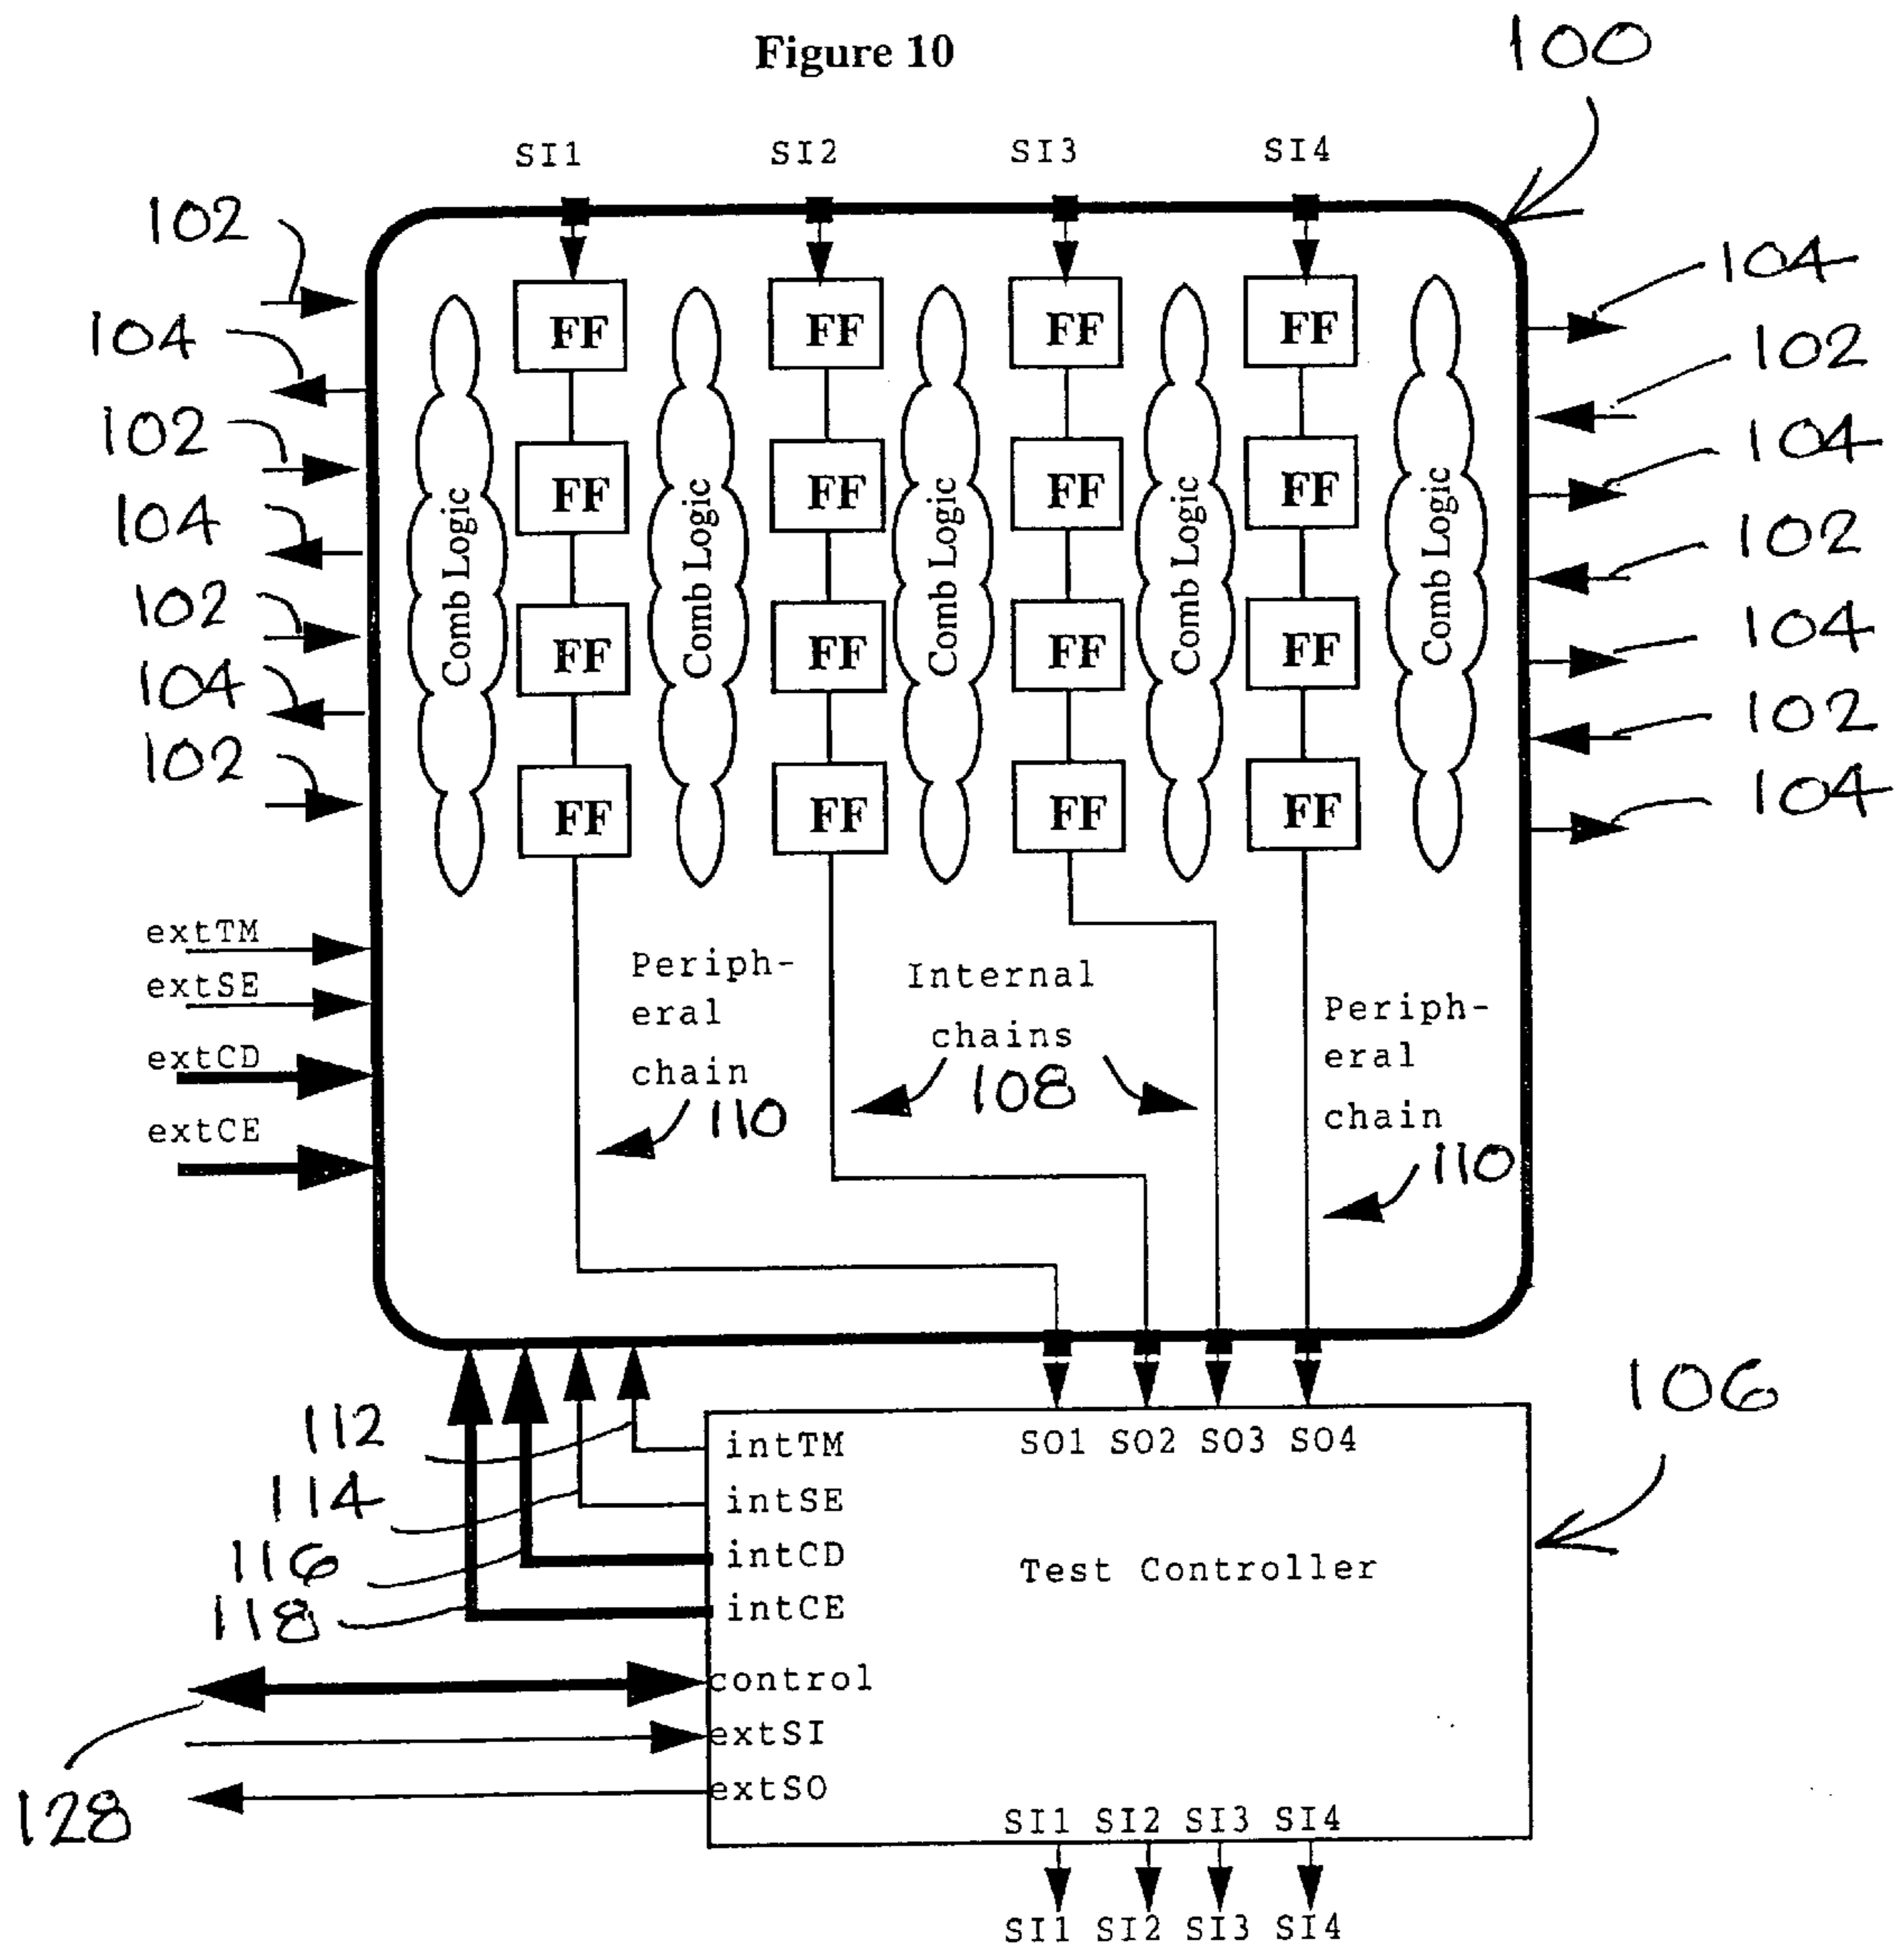 Figure 10
100
SI1 SI2 SI3 SI4
102
104
102
104
102
104
102
104
102
104
102
104
102
104
FF FF FF FF
FF FF FF FF
FF FF FF FF
FF FF FF FF
Comb Logic
Comb Logic
Comb Logic
Comb Logic
Comb Logic
extTM
extSE
extCD
extCE
Periph-
eral
chain
110
Internal
chains
108
Periph-
eral
chain
110
106
112
114
116
118
intTM
intSE
intCD
intCE
SO1 SO2 SO3 SO4
Test Controller
control
extSI
extSO
128
SI1 SI2 SI3 SI4
SI1 SI2 SI3 SI4